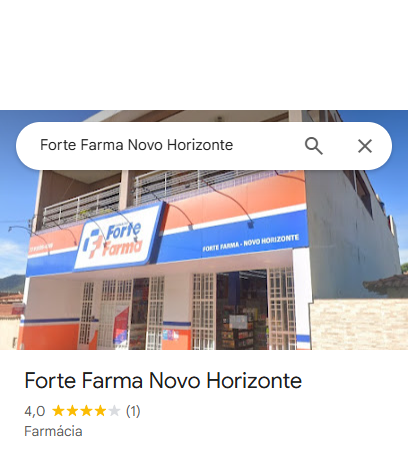 Forte Farma Novo Horizonte
Forte
Farma
FORTE FARMA - NOVO HORIZONTE
Forte Farma Novo Horizonte
4,0 (1)
Farmácia